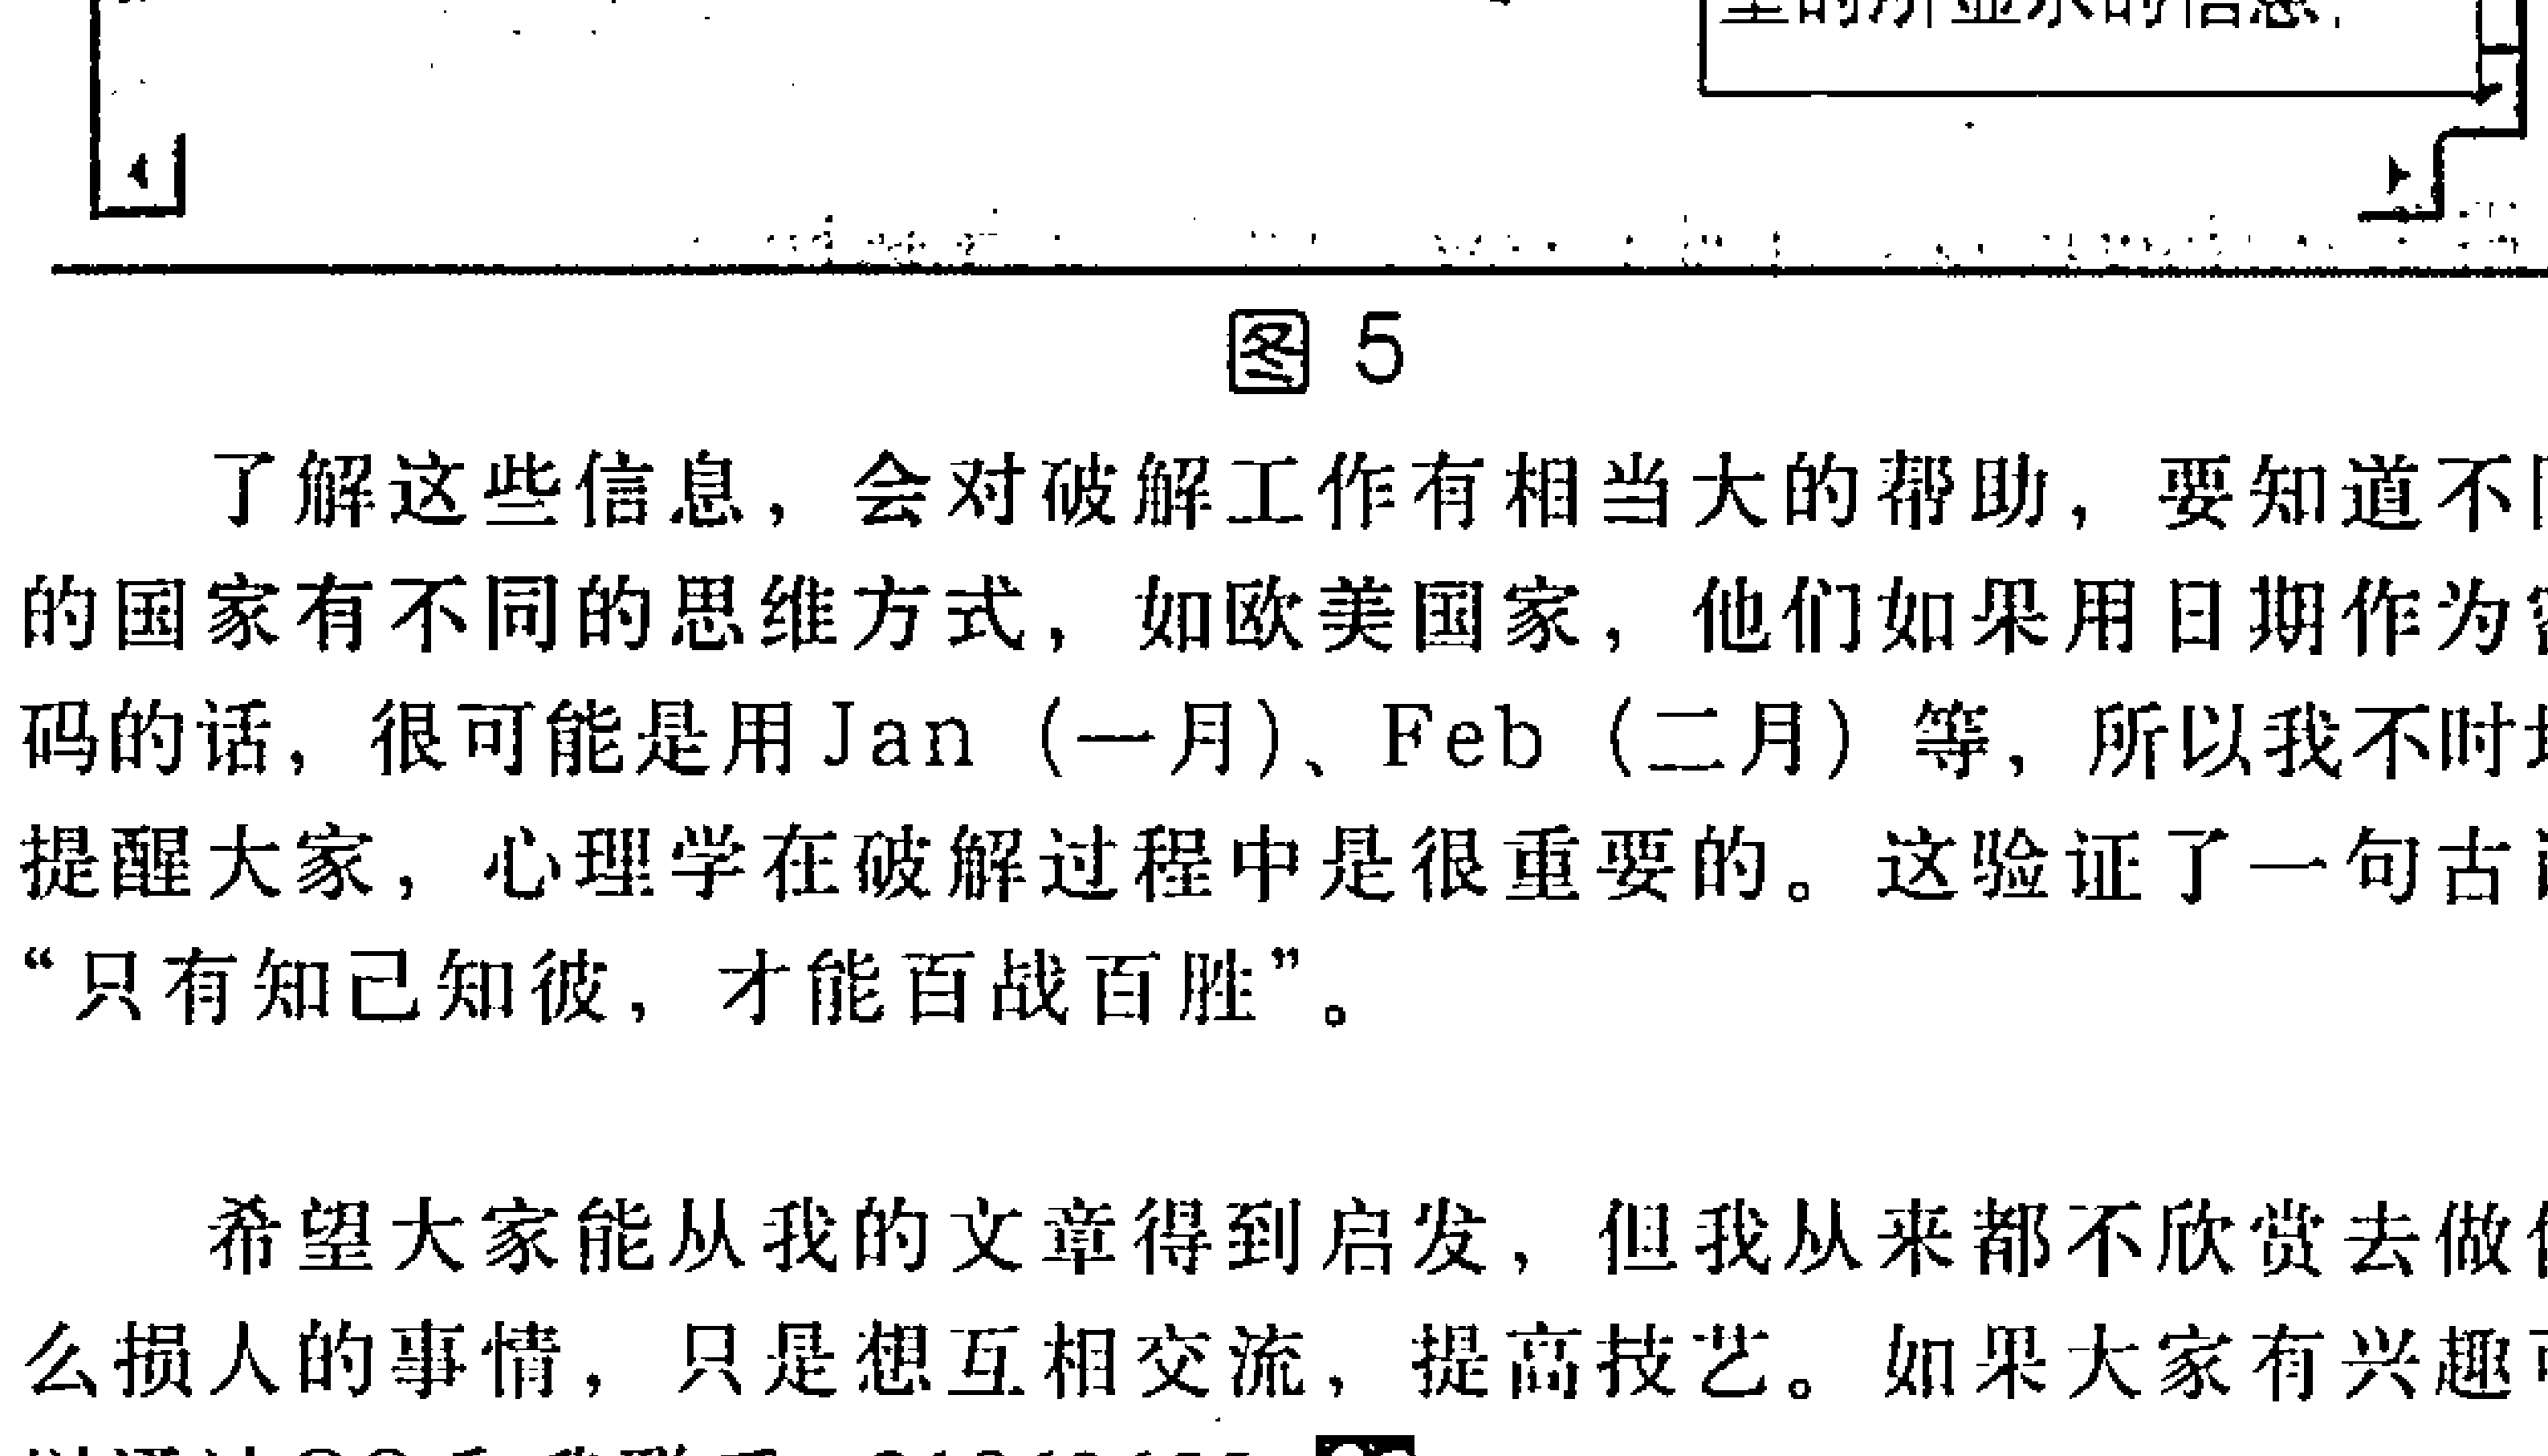 的所显示的信息
图 5
了解这些信息，会对破解工作有相当大的帮助，要知道不
的国家有不同的思维方式，如欧美国家，他们如果用日期作为
码的话，很可能是用Jan（一月）、Feb（二月）等，所以我不时
提醒大家，心理学在破解过程中是很重要的。这验证了一句古
“只有知己知彼，才能百战百胜”。
希望大家能从我的文章得到启发，但我从来都不欣赏去做
么损人的事情，只是想互相交流，提高技艺。如果大家有兴趣